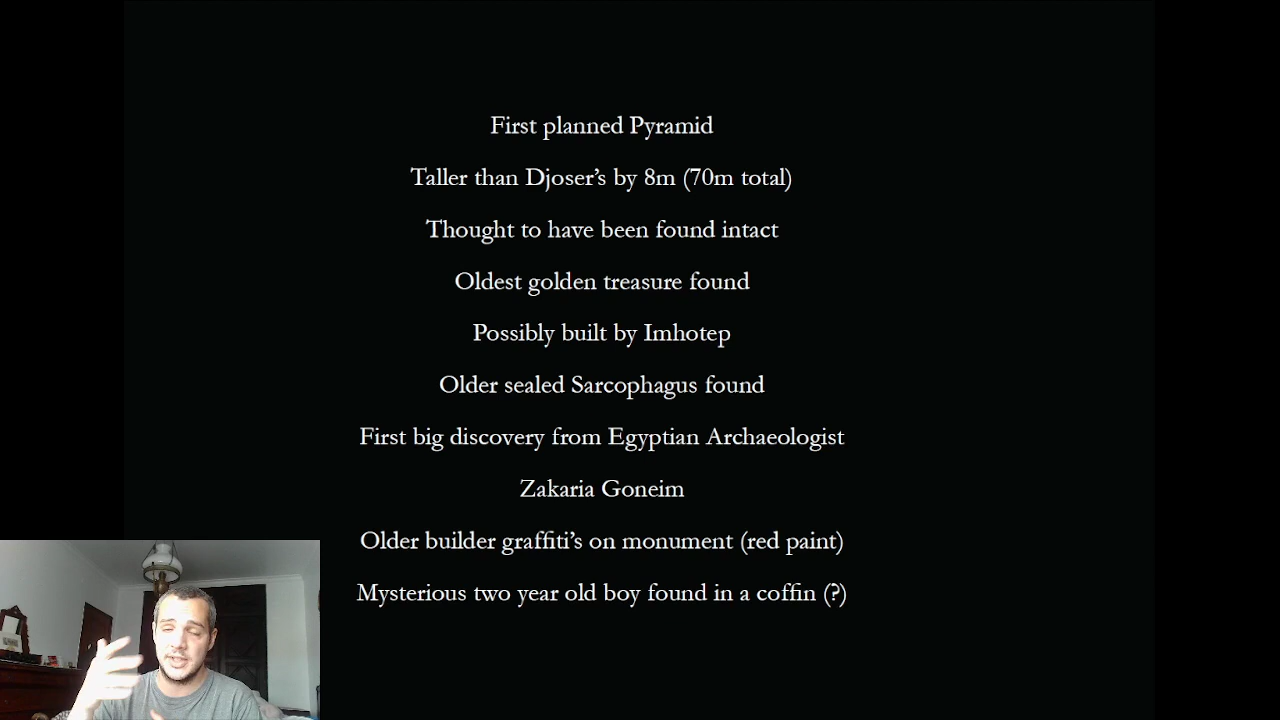 First planned Pyramid
Taller than Djoser’s by 8m (70m total)
Thought to have been found intact
Oldest golden treasure found
Possibly built by Imhotep
Older sealed Sarcophagus found
First big discovery from Egyptian Archaeologist
Zakaria Goneim
Older builder graffiti’s on monument (red paint)
Mysterious two year old boy found in a coffin (?)